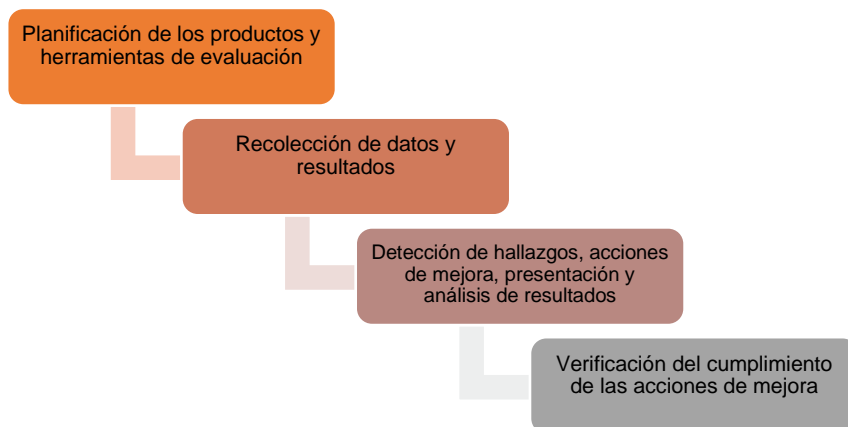 Planificación de los productos y
herramientas de evaluación
Recolección de datos y
resultados
Detección de hallazgos, acciones
de mejora, presentación y
análisis de resultados
Verificación del cumplimiento
de las acciones de mejora